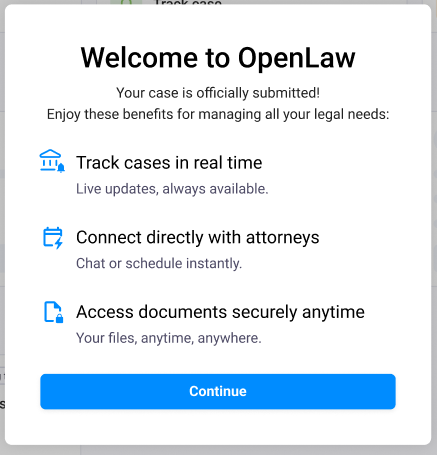 Track case
Welcome to OpenLaw
Your case is officially submitted!
Enjoy these benefits for managing all your legal needs:
Track cases in real time
Live updates, always available.
Connect directly with attorneys
Chat or schedule instantly.
Access documents securely anytime
Your files, anytime, anywhere.
Continue